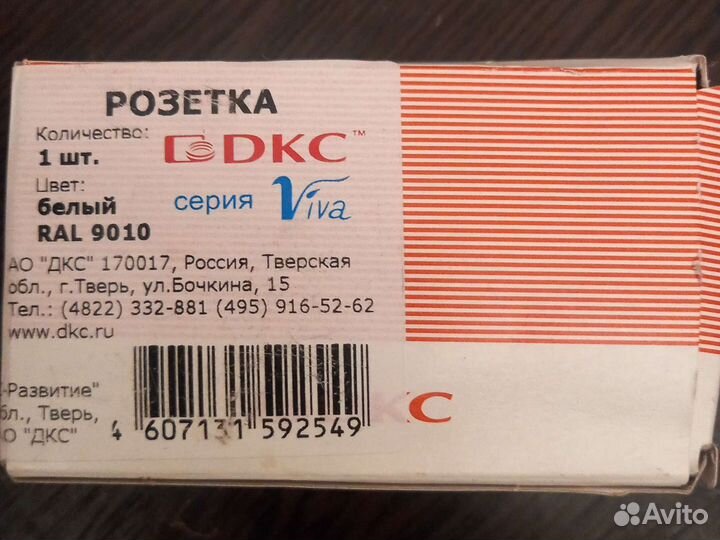 РОЗЕТКА
Количество:
1 шт.
DKC™
Цвет:
белый
серия Viva
RAL 9010
АО "ДКС" 170017, Россия, Тверская
обл., г.Тверь, ул.Бочкина, 15
Тел.: (4822) 332-881 (495) 916-52-62
www.dkc.ru
-Развитие"
бл., Тверь,
О "ДКС"
4 607131 592549
КС
Avito